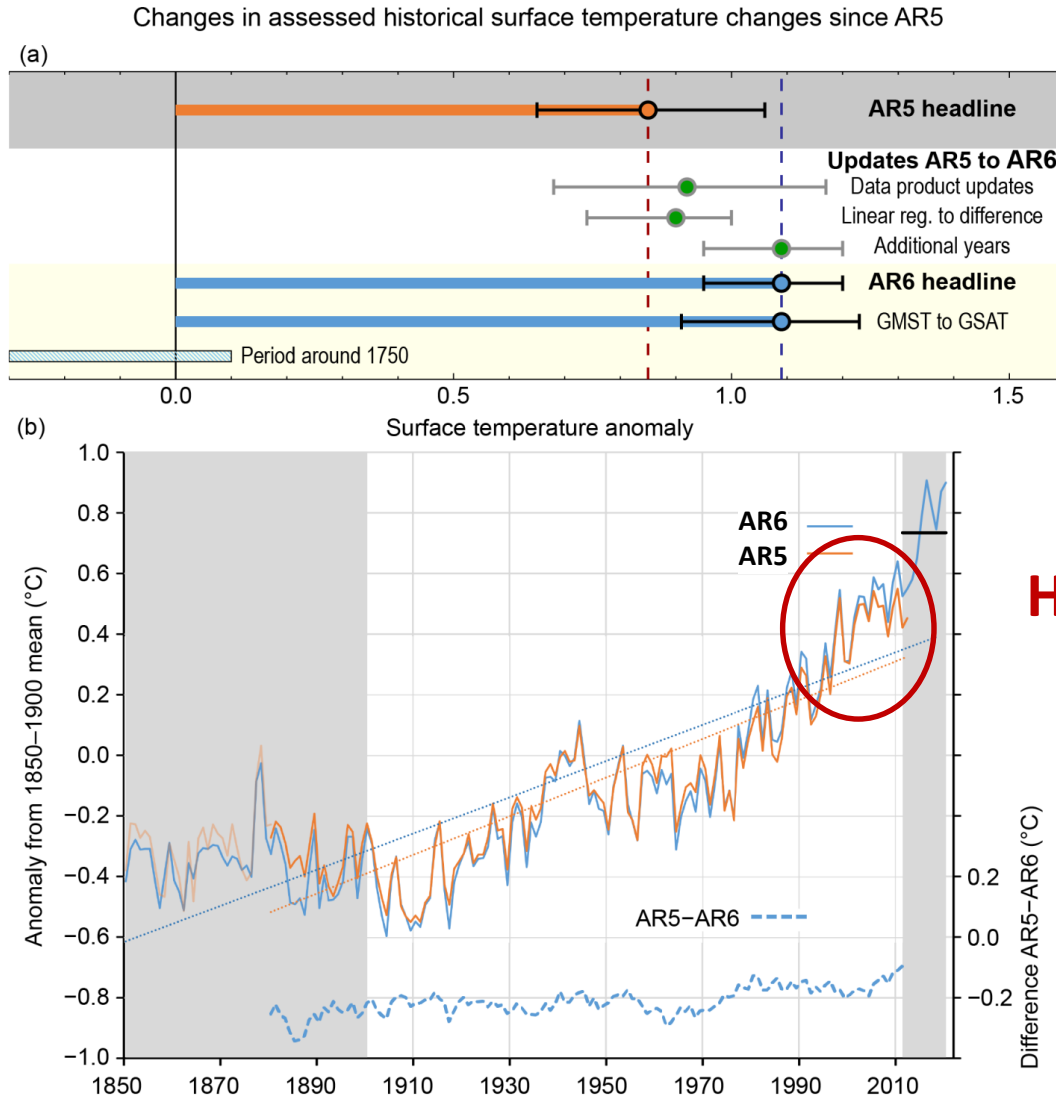 Changes in assessed historical surface temperature changes since AR5
(a)
AR5 headline
Updates AR5 to AR6
Data product updates
Linear reg. to difference
Additional years
AR6 headline
GMST to GSAT
Period around 1750
0.0 0.5 1.0 1.5
(b)
Surface temperature anomaly
1.0
0.8
0.6
0.4
0.2
0.0
−0.2
−0.4
−0.6
−0.8
−1.0
Anomaly from 1850–1900 mean (°C)
AR6
AR5
H
AR5−AR6
0.2
0.0
−0.2
Difference AR5−AR6 (°C)
1850 1870 1890 1910 1930 1950 1970 1990 2010